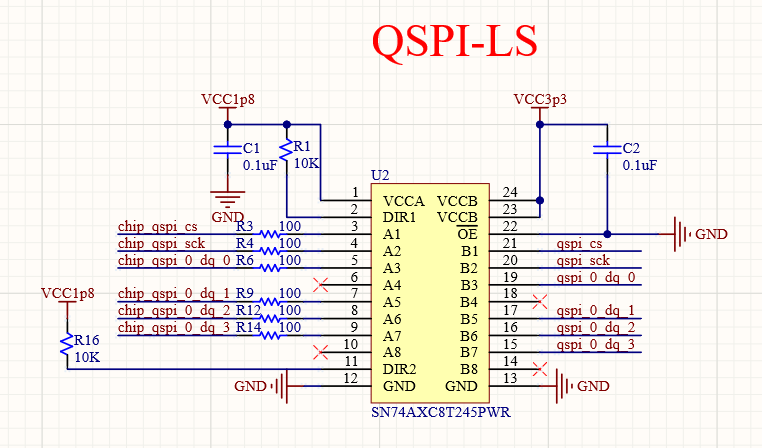 QSPI-LS
VCC1p8
VCC3p3
C1
0.1uF
R1
10K
C2
0.1uF
GND
U2
1 VCCA VCCB 24
2 DIR1 VCCB 23
chip_qspi_cs R3 100 3 A1 OE 22 GND
chip_qspi_sck R4 100 4 A2 B1 21 qspi_cs
chip_qspi_0_dq_0 R6 100 5 A3 B2 20 qspi_sck
6 A4 B3 19 qspi_0_dq_0
chip_qspi_0_dq_1 R9 100 7 A5 B4 18
chip_qspi_0_dq_2 R12 100 8 A6 B5 17 qspi_0_dq_1
chip_qspi_0_dq_3 R14 100 9 A7 B6 16 qspi_0_dq_2
10 A8 B7 15 qspi_0_dq_3
11 DIR2 B8 14
GND 12 GND GND 13 GND
VCC1p8
R16
10K
SN74AXC8T245PWR